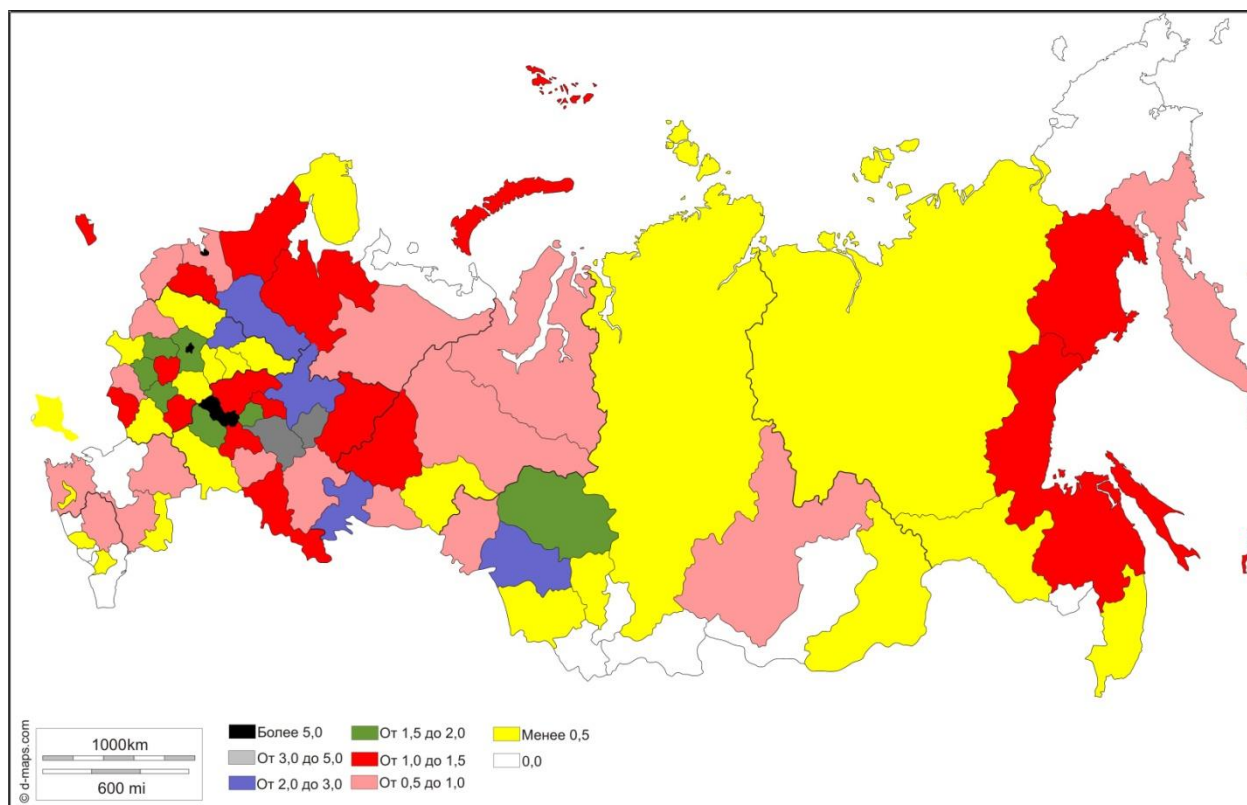 © d-maps.com
1000km
600 mi
Более 5,0
От 3,0 до 5,0
От 2,0 до 3,0
От 1,5 до 2,0
От 1,0 до 1,5
От 0,5 до 1,0
Менее 0,5
0,0